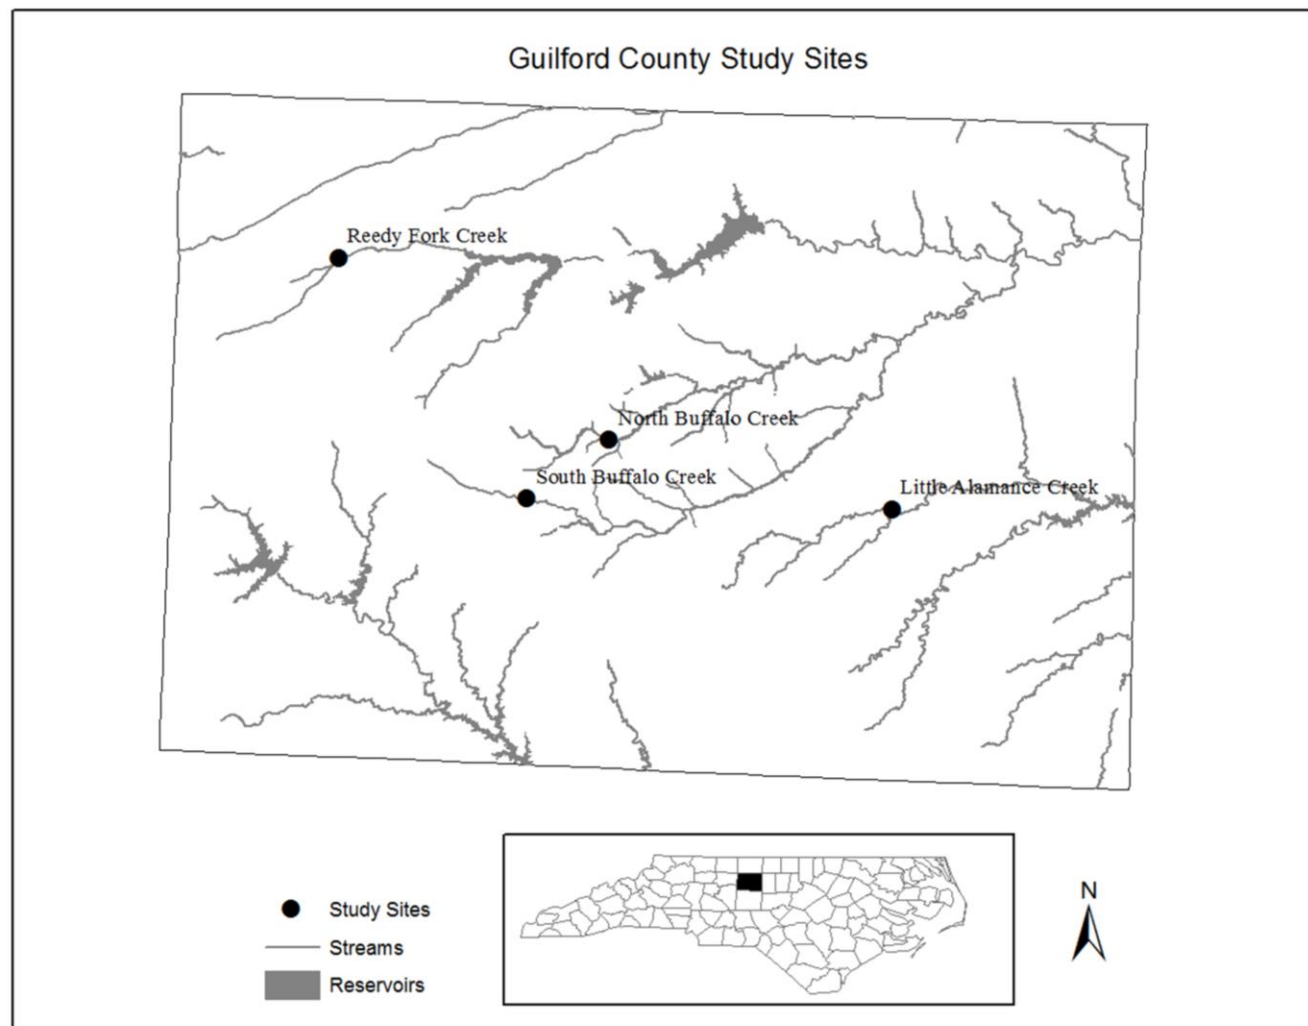 Guilford County Study Sites
Reedy Fork Creek
North Buffalo Creek
South Buffalo Creek
Little Alamance Creek
Study Sites
Streams
Reservoirs
N